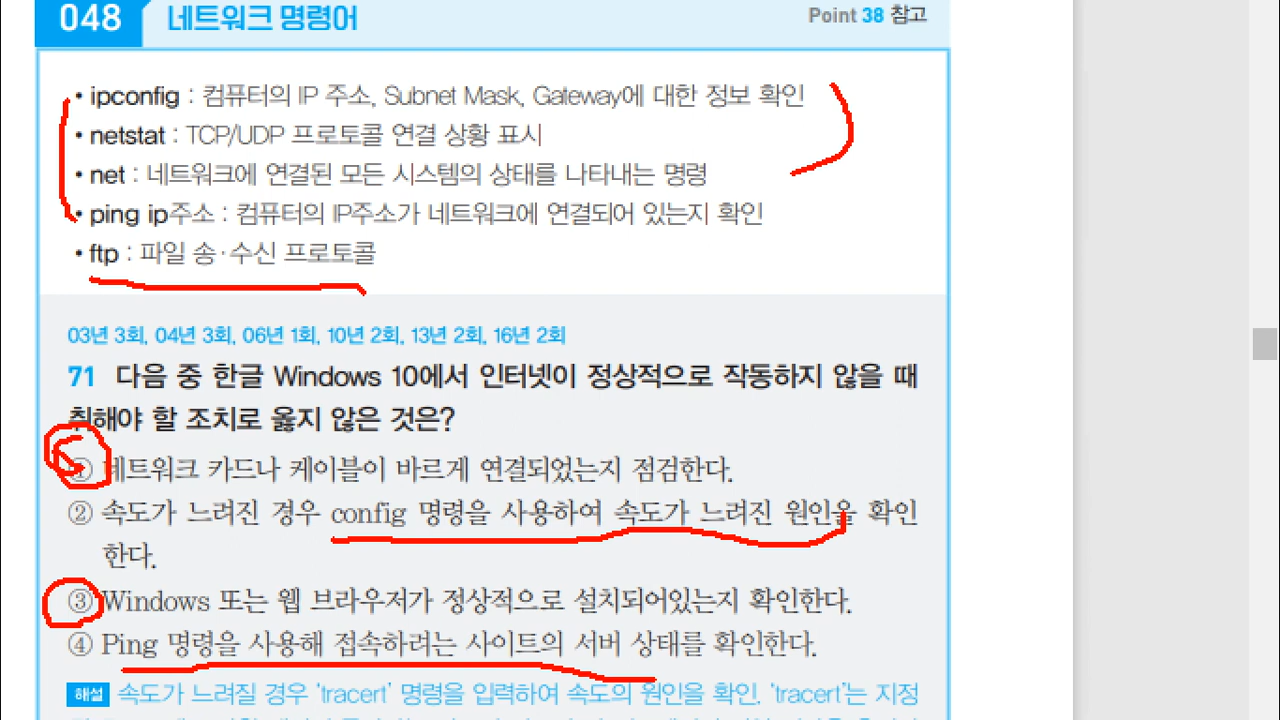 048 네트워크 명령어 Point 38 참고
• ipconfig : 컴퓨터의 IP 주소, Subnet Mask, Gateway에 대한 정보 확인
• netstat : TCP/UDP 프로토콜 연결 상황 표시
• net : 네트워크에 연결된 모든 시스템의 상태를 나타내는 명령
• ping ip주소 : 컴퓨터의 IP주소가 네트워크에 연결되어 있는지 확인
• ftp : 파일 송·수신 프로토콜
03년 3회, 04년 3회, 06년 1회, 10년 2회, 13년 2회, 16년 2회
71 다음 중 한글 Windows 10에서 인터넷이 정상적으로 작동하지 않을 때
취해야 할 조치로 옳지 않은 것은?
① 네트워크 카드나 케이블이 바르게 연결되었는지 점검한다.
② 속도가 느려진 경우 config 명령을 사용하여 속도가 느려진 원인을 확인
한다.
③ Windows 또는 웹 브라우저가 정상적으로 설치되어있는지 확인한다.
④ Ping 명령을 사용해 접속하려는 사이트의 서버 상태를 확인한다.
해설 속도가 느려질 경우 'tracert' 명령을 입력하여 속도의 원인을 확인. 'tracert'는 지정